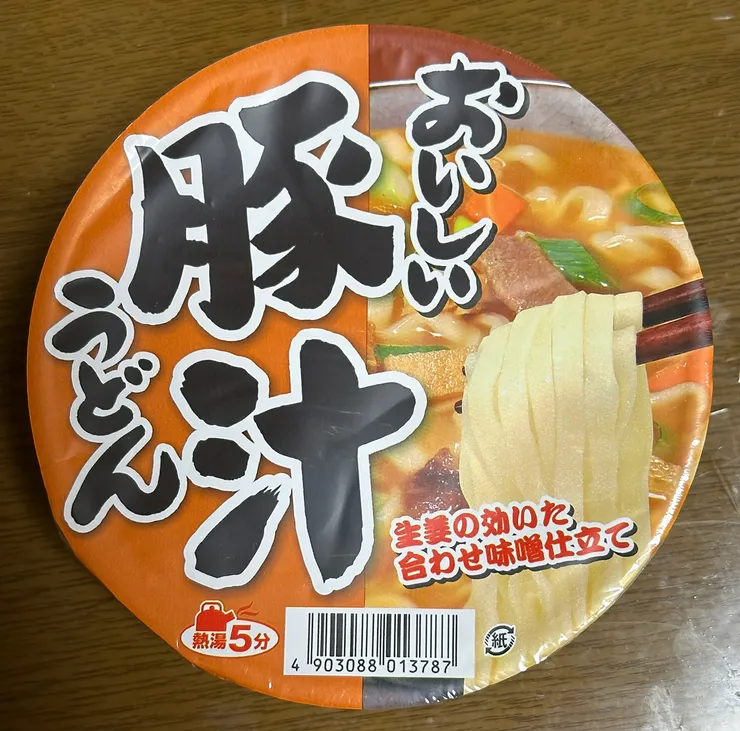 おいしい
豚汁
うどん
生姜の効いた
合わせ味噌仕立て
熱湯5分
4 903088 013787
紙